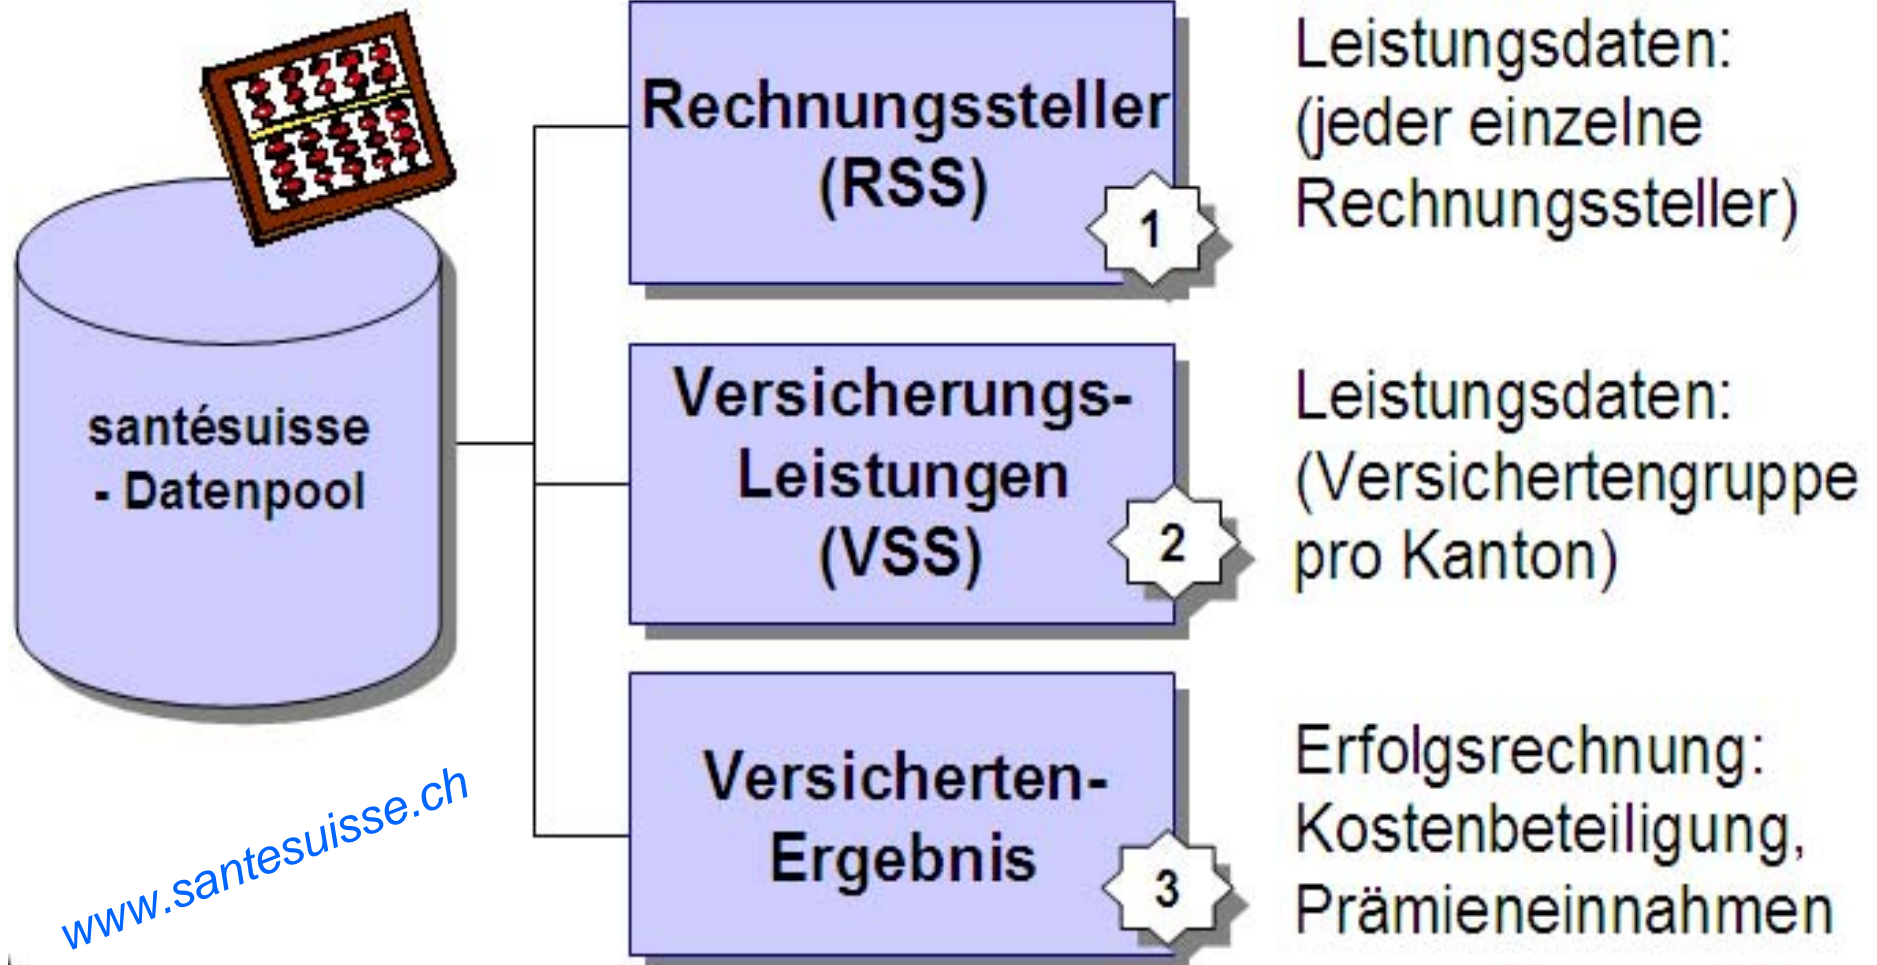 santésuisse
- Datenpool
www.santesuisse.ch
Rechnungssteller
(RSS)
1
Leistungsdaten:
(jeder einzelne
Rechnungssteller)
Versicherungs-
Leistungen
(VSS)
2
Leistungsdaten:
(Versichertengruppe
pro Kanton)
Versicherten-
Ergebnis
3
Erfolgsrechnung:
Kostenbeteiligung,
Prämieneinnahmen